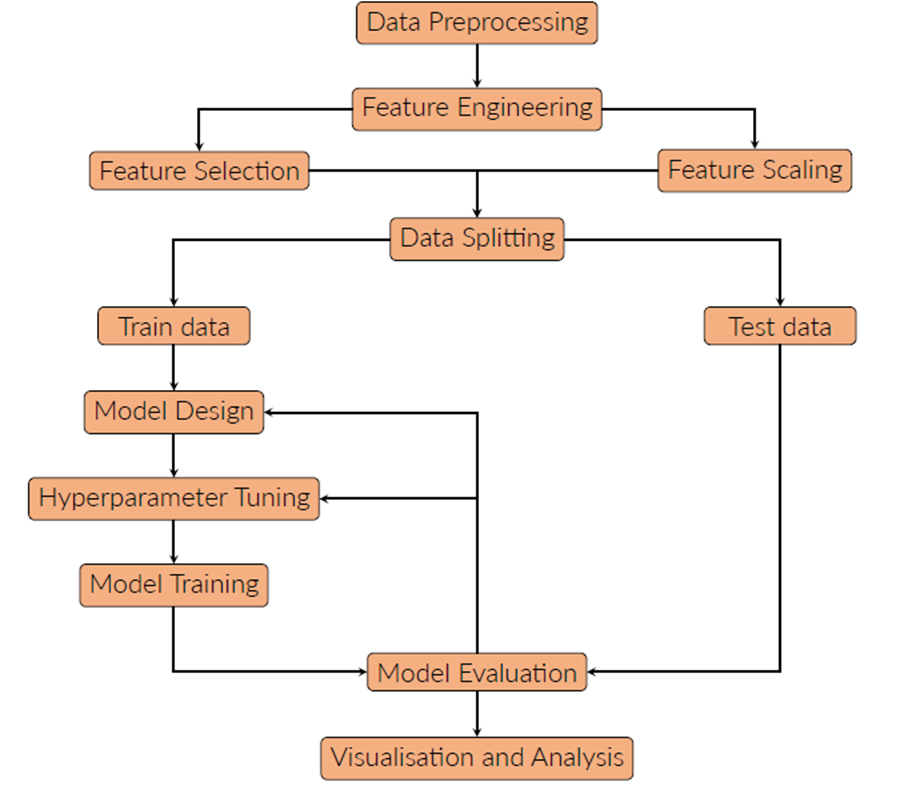 Data Preprocessing
Feature Engineering
Feature Selection
Feature Scaling
Data Splitting
Train data
Test data
Model Design
Hyperparameter Tuning
Model Training
Model Evaluation
Visualisation and Analysis